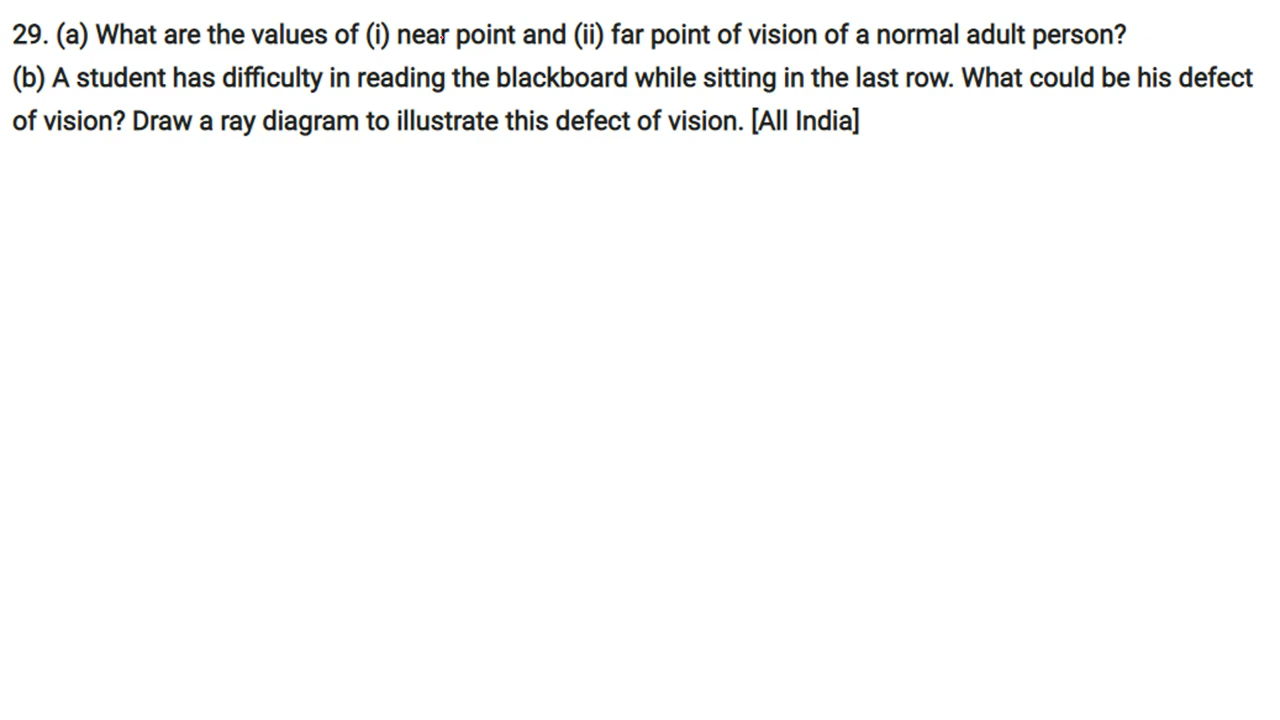 29. (a) What are the values of (i) near point and (ii) far point of vision of a normal adult person?
(b) A student has difficulty in reading the blackboard while sitting in the last row. What could be his defect
of vision? Draw a ray diagram to illustrate this defect of vision. [All India]